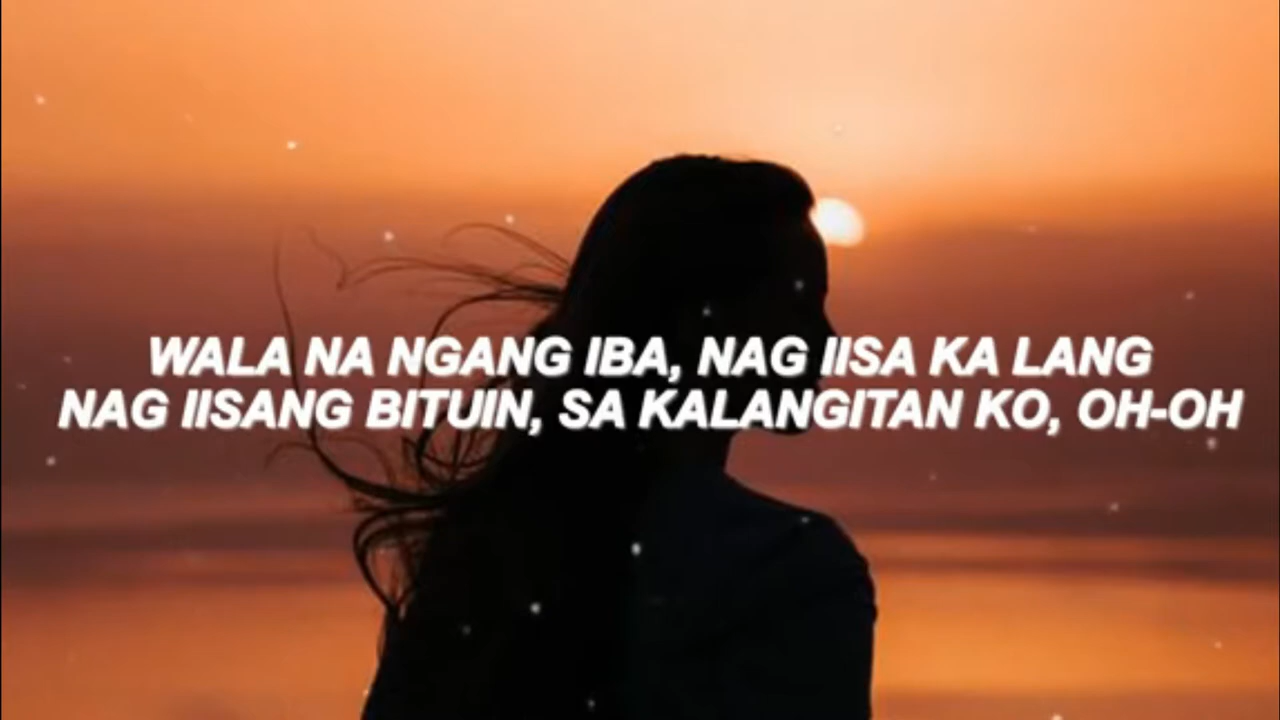 WALA NA NGANG IBA, NAG IISA KA LANG
NAG IISANG BITUIN, SA KALANGITAN KO, OH-OH